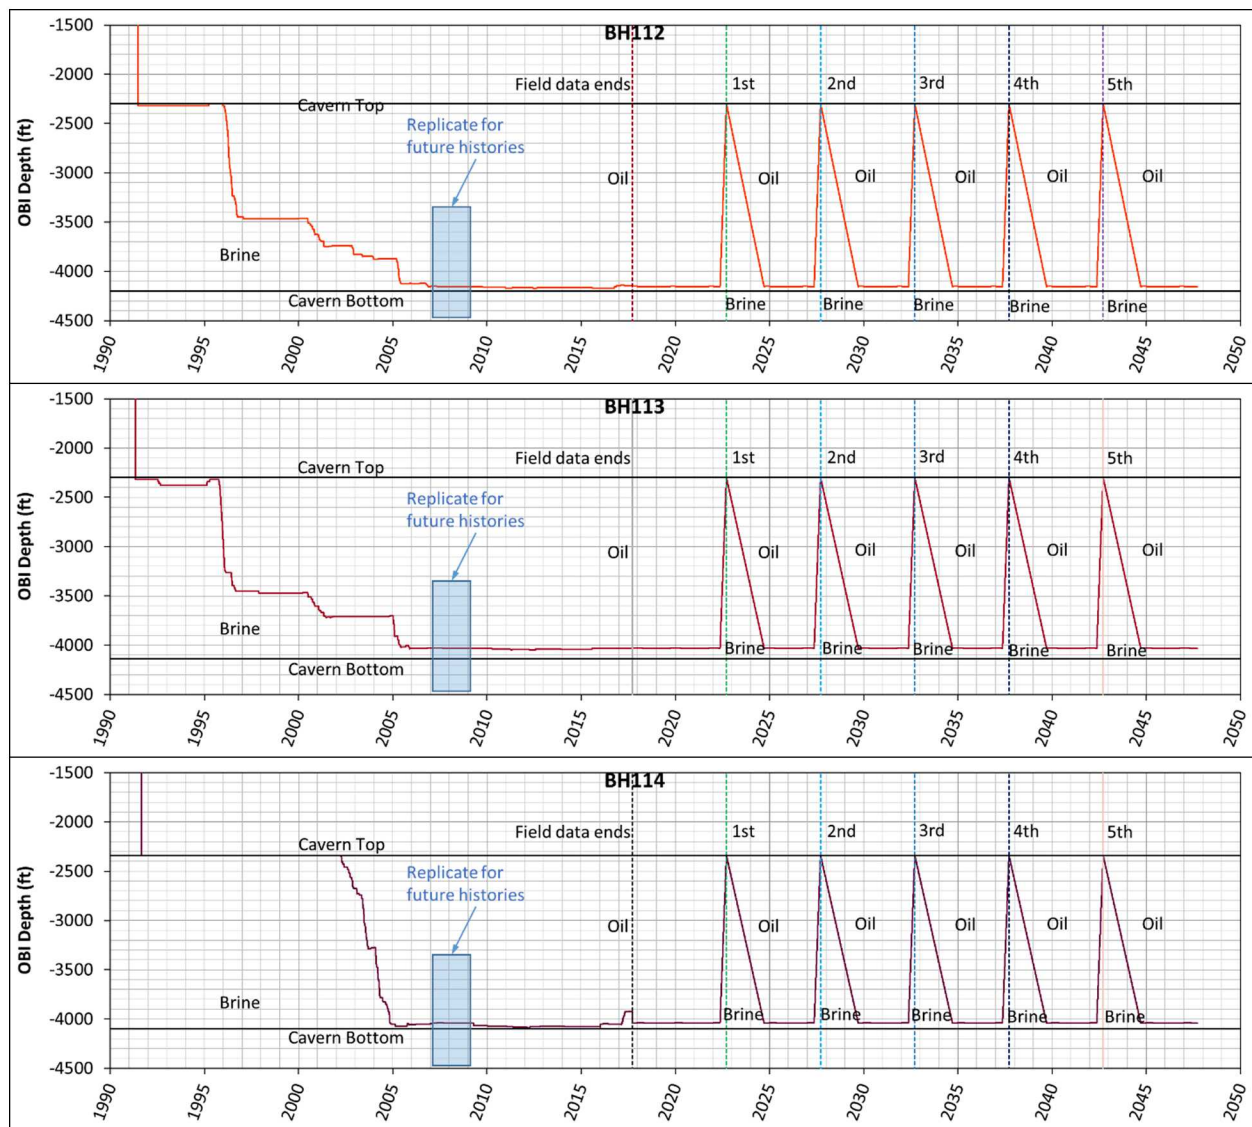 BH112
-1500
-2000
-2500
-3000
-3500
-4000
-4500
OBI Depth (ft)
Field data ends
1st
2nd
3rd
4th
5th
Cavern Top
Replicate for
future histories
Oil
Oil
Oil
Oil
Oil
Oil
Brine
Cavern Bottom
Brine
Brine
Brine
Brine
Brine
1990
1995
2000
2005
2010
2015
2020
2025
2030
2035
2040
2045
2050
BH113
-1500
-2000
-2500
-3000
-3500
-4000
-4500
OBI Depth (ft)
Field data ends
1st
2nd
3rd
4th
5th
Cavern Top
Replicate for
future histories
Oil
Oil
Oil
Oil
Oil
Oil
Brine
Brine
Brine
Brine
Brine
Brine
Cavern Bottom
1990
1995
2000
2005
2010
2015
2020
2025
2030
2035
2040
2045
2050
BH114
-1500
-2000
-2500
-3000
-3500
-4000
-4500
OBI Depth (ft)
Field data ends
1st
2nd
3rd
4th
5th
Cavern Top
Replicate for
future histories
Oil
Oil
Oil
Oil
Oil
Oil
Brine
Brine
Brine
Brine
Brine
Brine
Cavern Bottom
1990
1995
2000
2005
2010
2015
2020
2025
2030
2035
2040
2045
2050